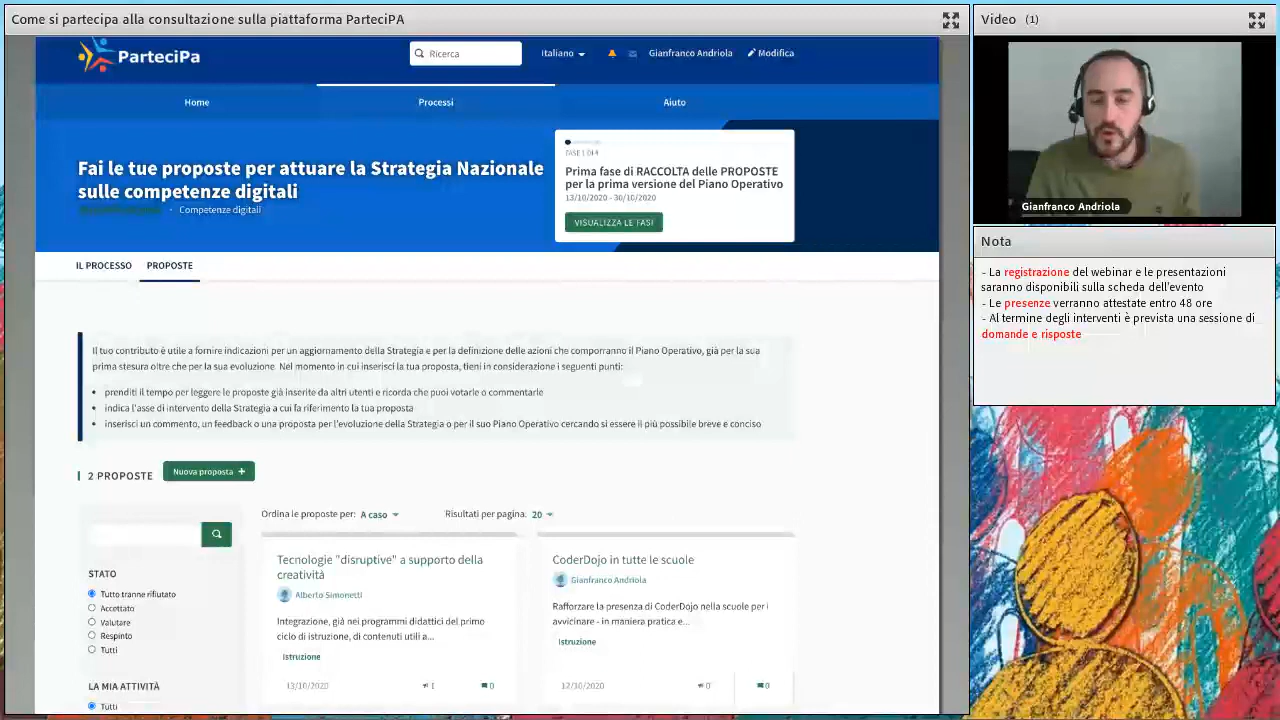 Come si partecipa alla consultazione sulla piattaforma ParteciPA
ParteciPa
Ricerca
Italiano
Gianfranco Andriola
Modifica
Home
Processi
Aiuto
Fai le tue proposte per attuare la Strategia Nazionale
sulle competenze digitali
· Competenze digitali
FASE 1 DI 4
Prima fase di RACCOLTA delle PROPOSTE
per la prima versione del Piano Operativo
13/10/2020 - 30/10/2020
VISUALIZZA LE FASI
IL PROCESSO
PROPOSTE
Il tuo contributo è utile a fornire indicazioni per un aggiornamento della Strategia e per la definizione delle azioni che comporranno il Piano Operativo, già per la sua
prima stesura oltre che per la sua evoluzione. Nel momento in cui inserisci la tua proposta, tieni in considerazione i seguenti punti:
• prenditi il tempo per leggere le proposte già inserite da altri utenti e ricorda che puoi votarle o commentarle
• indica l'asse di intervento della Strategia a cui fa riferimento la tua proposta
• inserisci un commento, un feedback o una proposta per l'evoluzione della Strategia o per il suo Piano Operativo cercando si essere il più possibile breve e conciso
2 PROPOSTE
Nuova proposta +
Ordina le proposte per: A caso
Risultati per pagina: 20
STATO
Tutto tranne rifiutato
Accettato
Valutare
Respinto
Tutti
LA MIA ATTIVITÀ
Tutti
Tecnologie "disruptive" a supporto della
creatività
Alberto Simonetti
Integrazione, già nei programmi didattici del primo
ciclo di istruzione, di contenuti utili a...
Istruzione
13/10/2020
1
0
CoderDojo in tutte le scuole
Gianfranco Andriola
Rafforzare la presenza di CoderDojo nella scuole per i
avvicinare - in maniera pratica e...
Istruzione
12/10/2020
0
0
Video (1)
Gianfranco Andriola
Nota
- La registrazione del webinar e le presentazioni
saranno disponibili sulla scheda dell'evento
- Le presenze verranno attestate entro 48 ore
- Al termine degli interventi è prevista una sessione di
domande e risposte